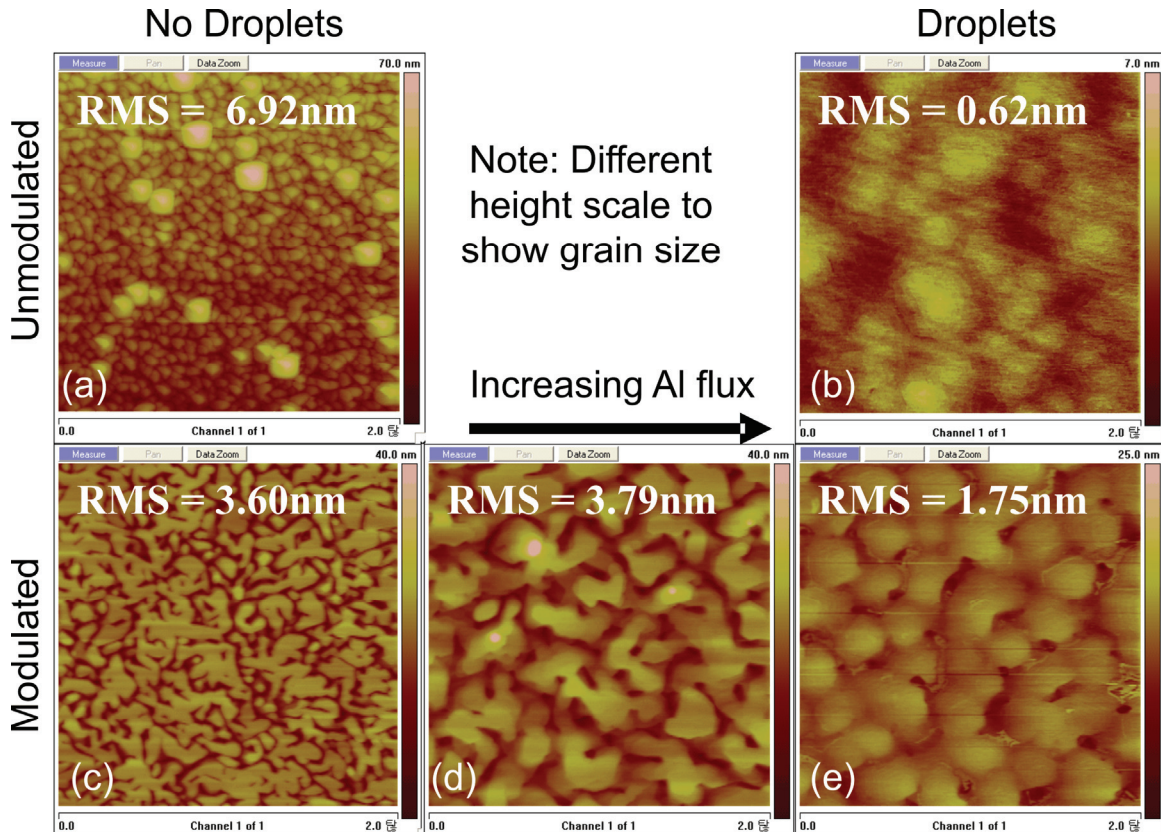 No Droplets
Droplets
Unmodulated
Measure Pan Data Zoom
70.0 nm
RMS = 6.92nm
(a)
0.0 Channel 1 of 1 2.0
Note: Different
height scale to
show grain size
Increasing Al flux
Measure Pan Data Zoom
7.0 nm
RMS = 0.62nm
(b)
0.0 Channel 1 of 1 2.0
Modulated
Measure Pan Data Zoom
40.0 nm
RMS = 3.60nm
(c)
0.0 Channel 1 of 1 2.0
Measure Pan Data Zoom
40.0 nm
RMS = 3.79nm
(d)
0.0 Channel 1 of 1 2.0
Measure Pan Data Zoom
25.0 nm
RMS = 1.75nm
(e)
0.0 Channel 1 of 1 2.0